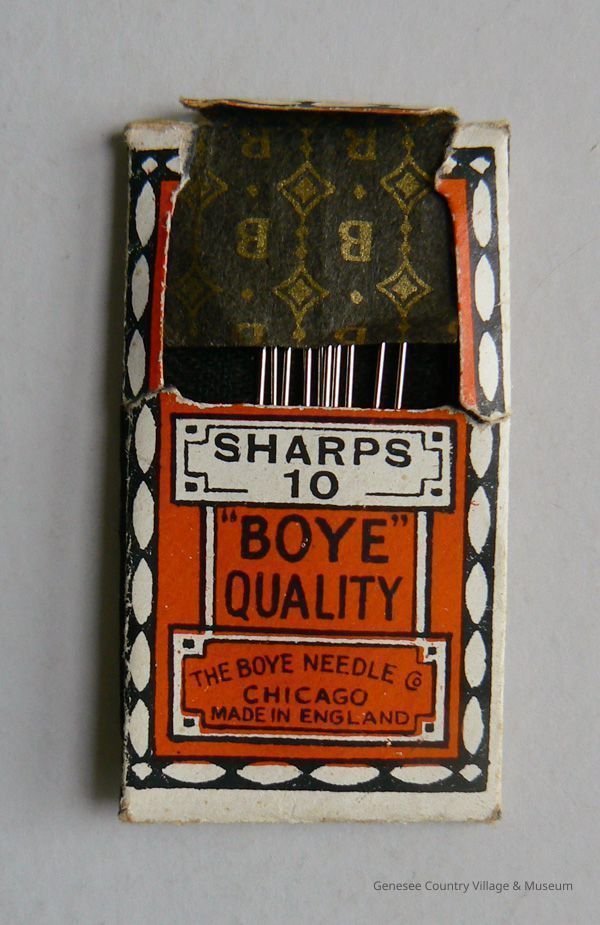 R R
B B
SHARPS
10
"BOYE"
QUALITY
THE BOYE NEEDLE Co
CHICAGO
MADE IN ENGLAND
Genesee Country Village & Museum